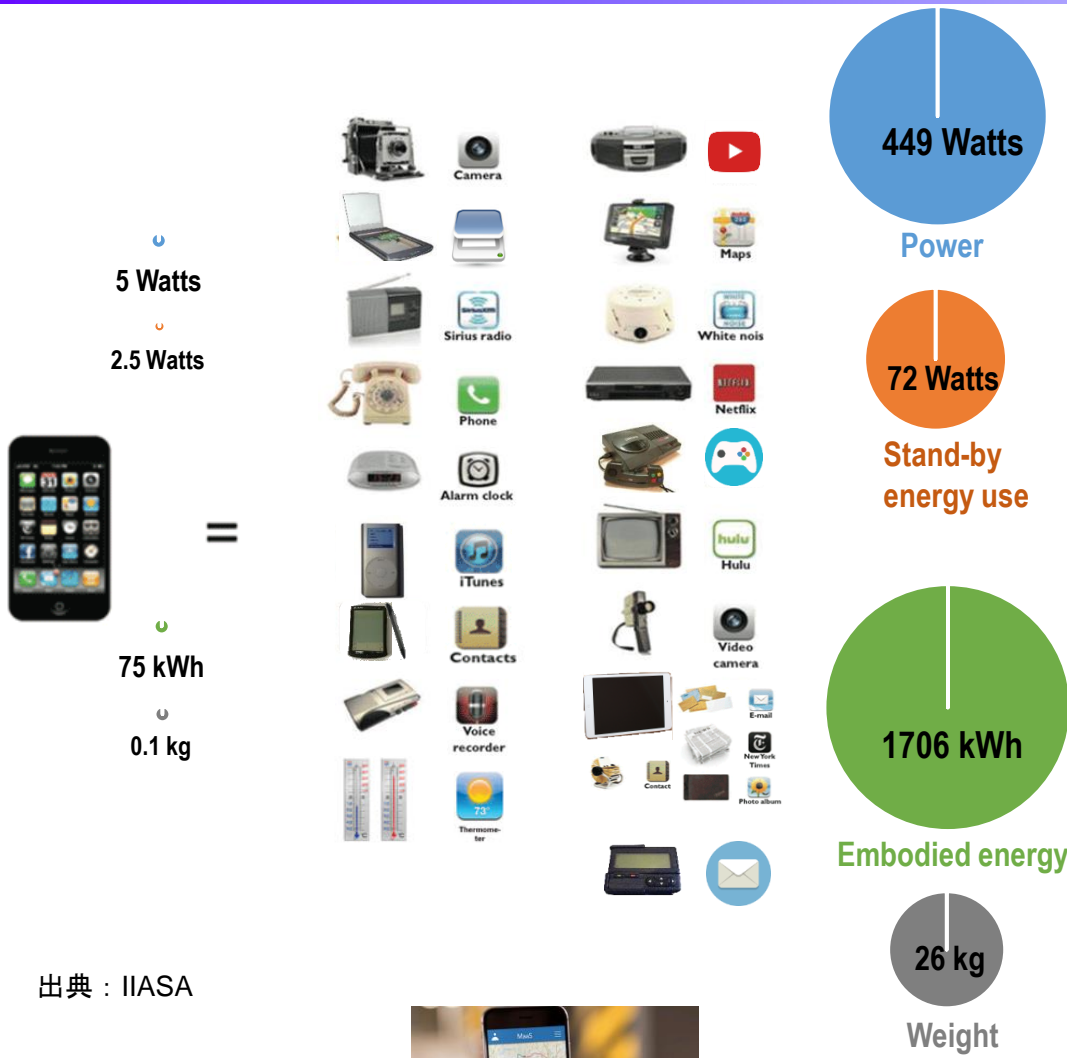 5 Watts
2.5 Watts
=
75 kWh
0.1 kg
Camera
Sirius radio
Phone
Alarm clock
iTunes
Contacts
Voice
recorder
73°
Thermome-
ter
Maps
WHITE
NOISE
White nois
NETFLIX
Netflix
hulu
Hulu
Video
camera
E-mail
New York
Times
Contact
Photo album
449 Watts
Power
72 Watts
Stand-by
energy use
1706 kWh
Embodied energy
26 kg
Weight
出典：IIASA
MaaS